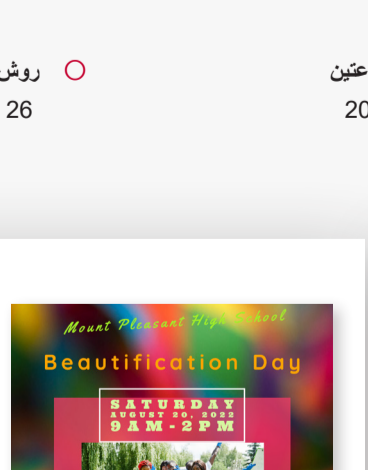 عتين
روش
20
26
Mount Pleasant High School
Beautification Day
SATURDAY
AUGUST 20, 2022
9AM-2PM